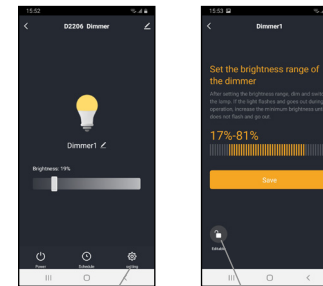 15:52
D2206 Dimmer
Dimmer1
Brightness: 19%
Power
Schedule
15:53
Dimmer1
Set the brightness range of
the dimmer
After setting the brightness range, dim and switch
the lamp. If the light flashes and goes out during
operation, increase the minimum brightness until
does not flash and go out.
17%-81%
Save